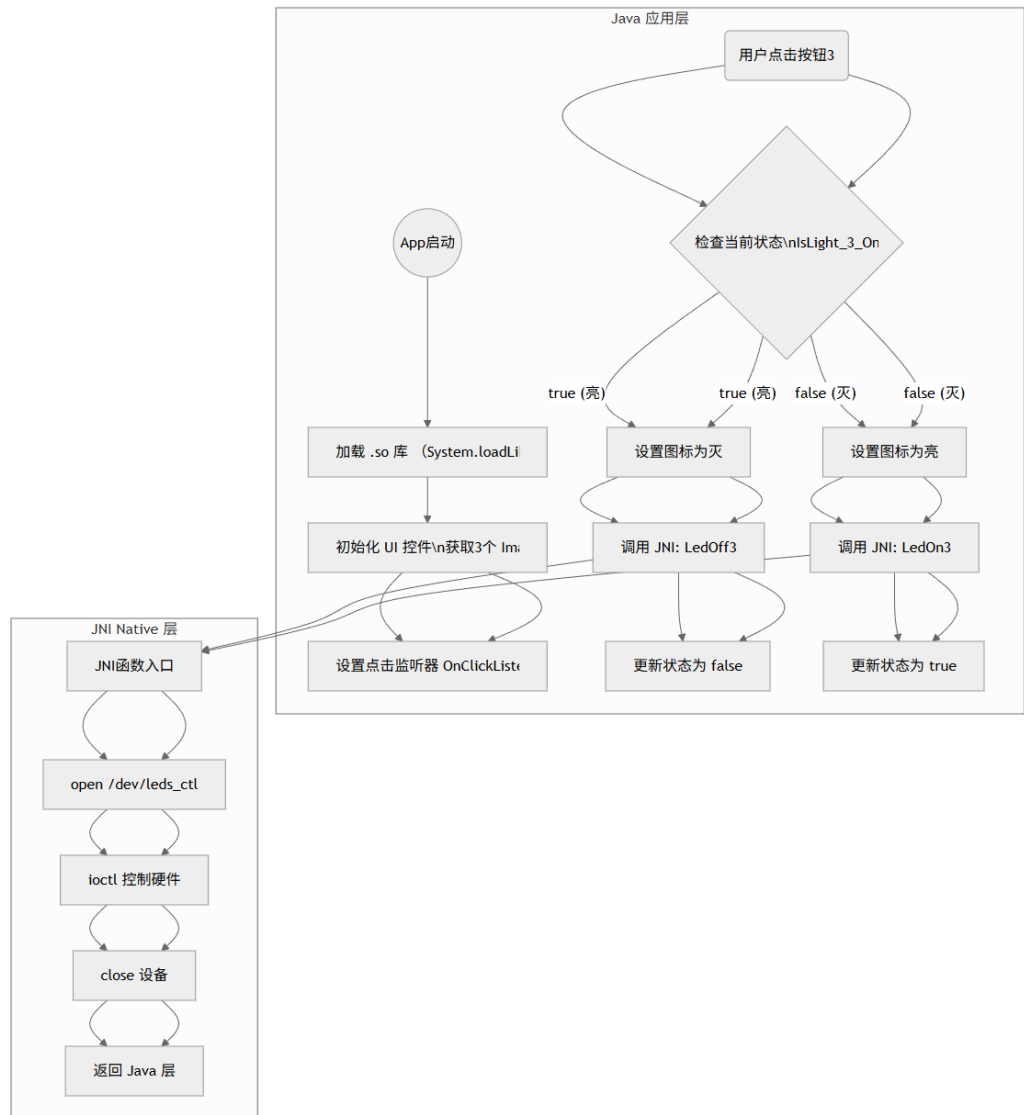 Java 应用层
用户点击按钮3
检查当前状态\nIsLight_3_On
App启动
true (亮)
true (亮)
false (灭)
false (灭)
加载 .so 库 （System.loadLi
设置图标为灭
设置图标为亮
初始化 UI 控件\n获取3个 Ima
调用 JNI: LedOff3
调用 JNI: LedOn3
设置点击监听器 OnClickListe
更新状态为 false
更新状态为 true
JNI Native 层
JNI函数入口
open /dev/leds_ctl
ioctl 控制硬件
close 设备
返回 Java 层